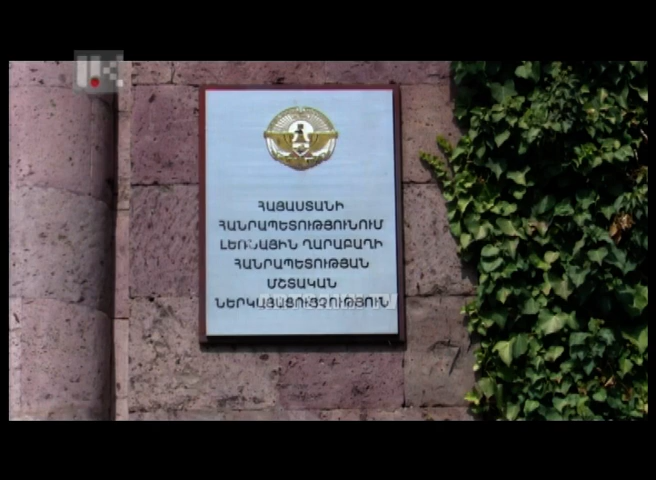 ՀԱՅԱՍՏԱՆԻ
ՀԱՆՐԱՊԵՏՈՒԹՅՈՒՆՈՒՄ
ԼԵՌՆԱՅԻՆ ՂԱՐԱԲԱՂԻ
ՀԱՆՐԱՊԵՏՈՒԹՅԱՆ
ՄՇՏԱԿԱՆ
ՆԵՐԿԱՅԱՑՈՒՑՉՈՒԹՅՈՒՆ